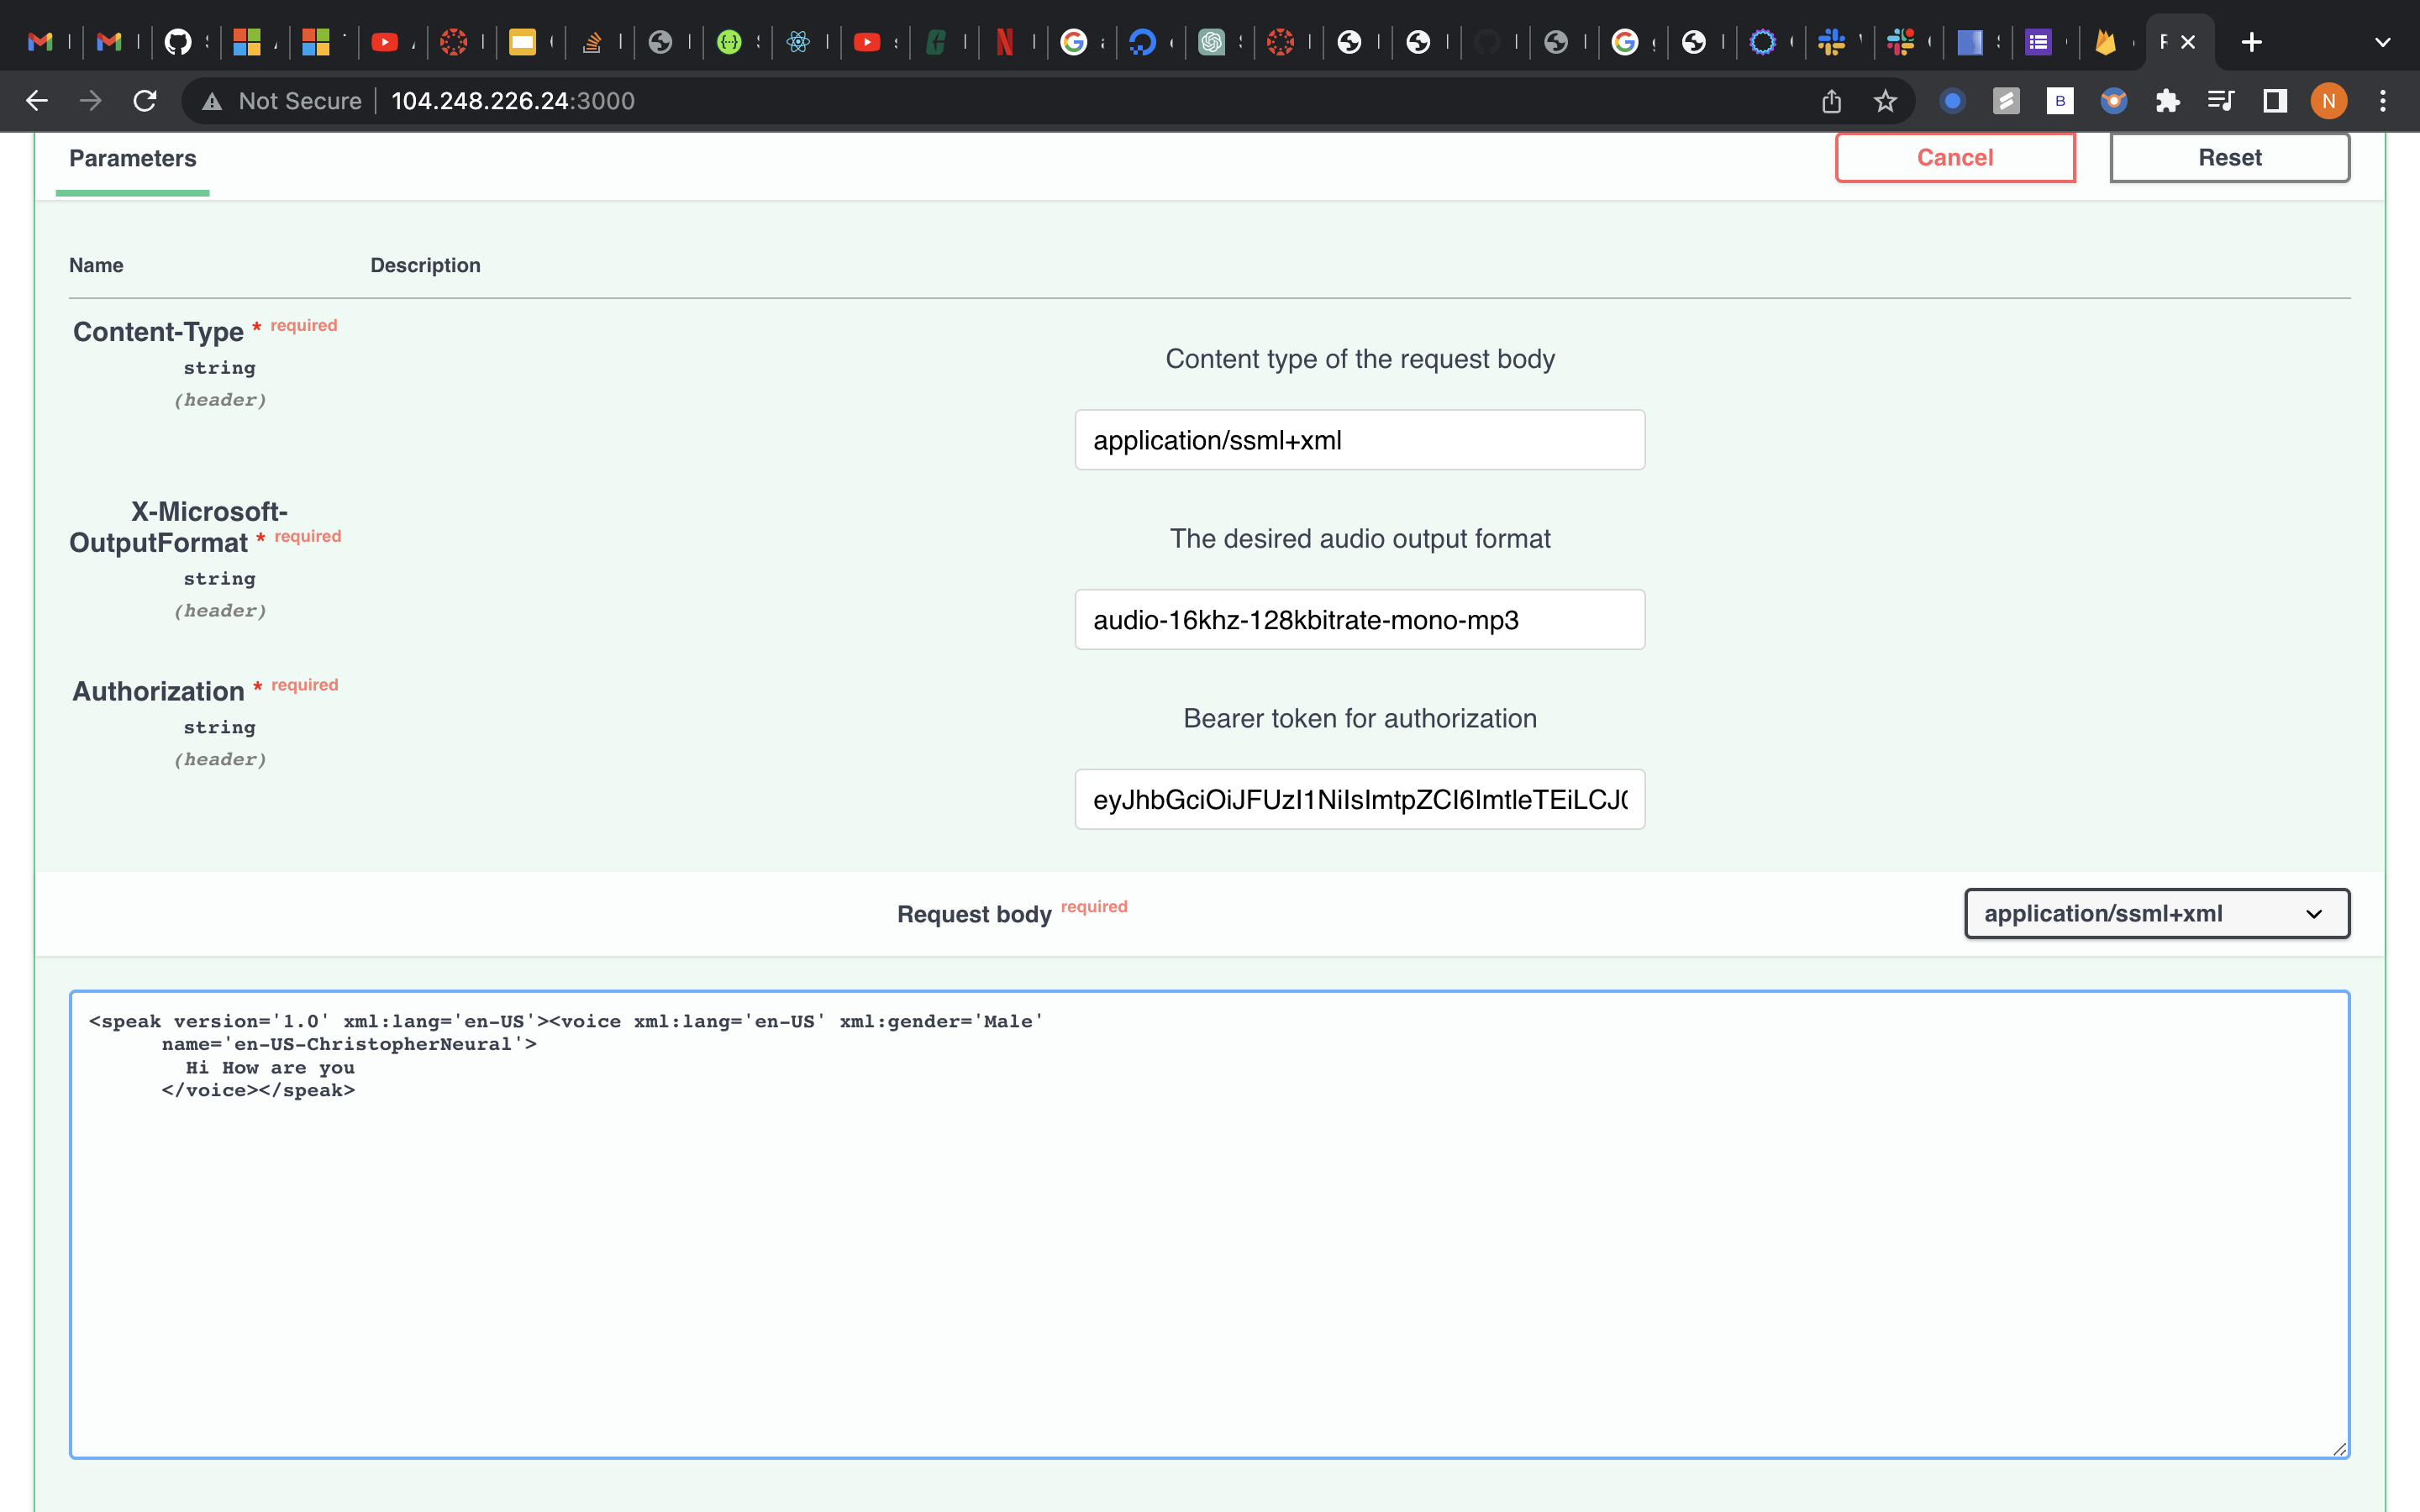 Not Secure 104.248.226.24:3000
Parameters
Cancel
Reset
Name Description
Content-Type * required
string
(header)
Content type of the request body
application/ssml+xml
X-Microsoft-
OutputFormat * required
string
(header)
The desired audio output format
audio-16khz-128kbitrate-mono-mp3
Authorization * required
string
(header)
Bearer token for authorization
Request body required
application/ssml+xml
<speak version='1.0' xml:lang='en-US'><voice xml:lang='en-US' xml:gender='Male'
name='en-US-ChristopherNeural'>
Hi How are you
</voice></speak>